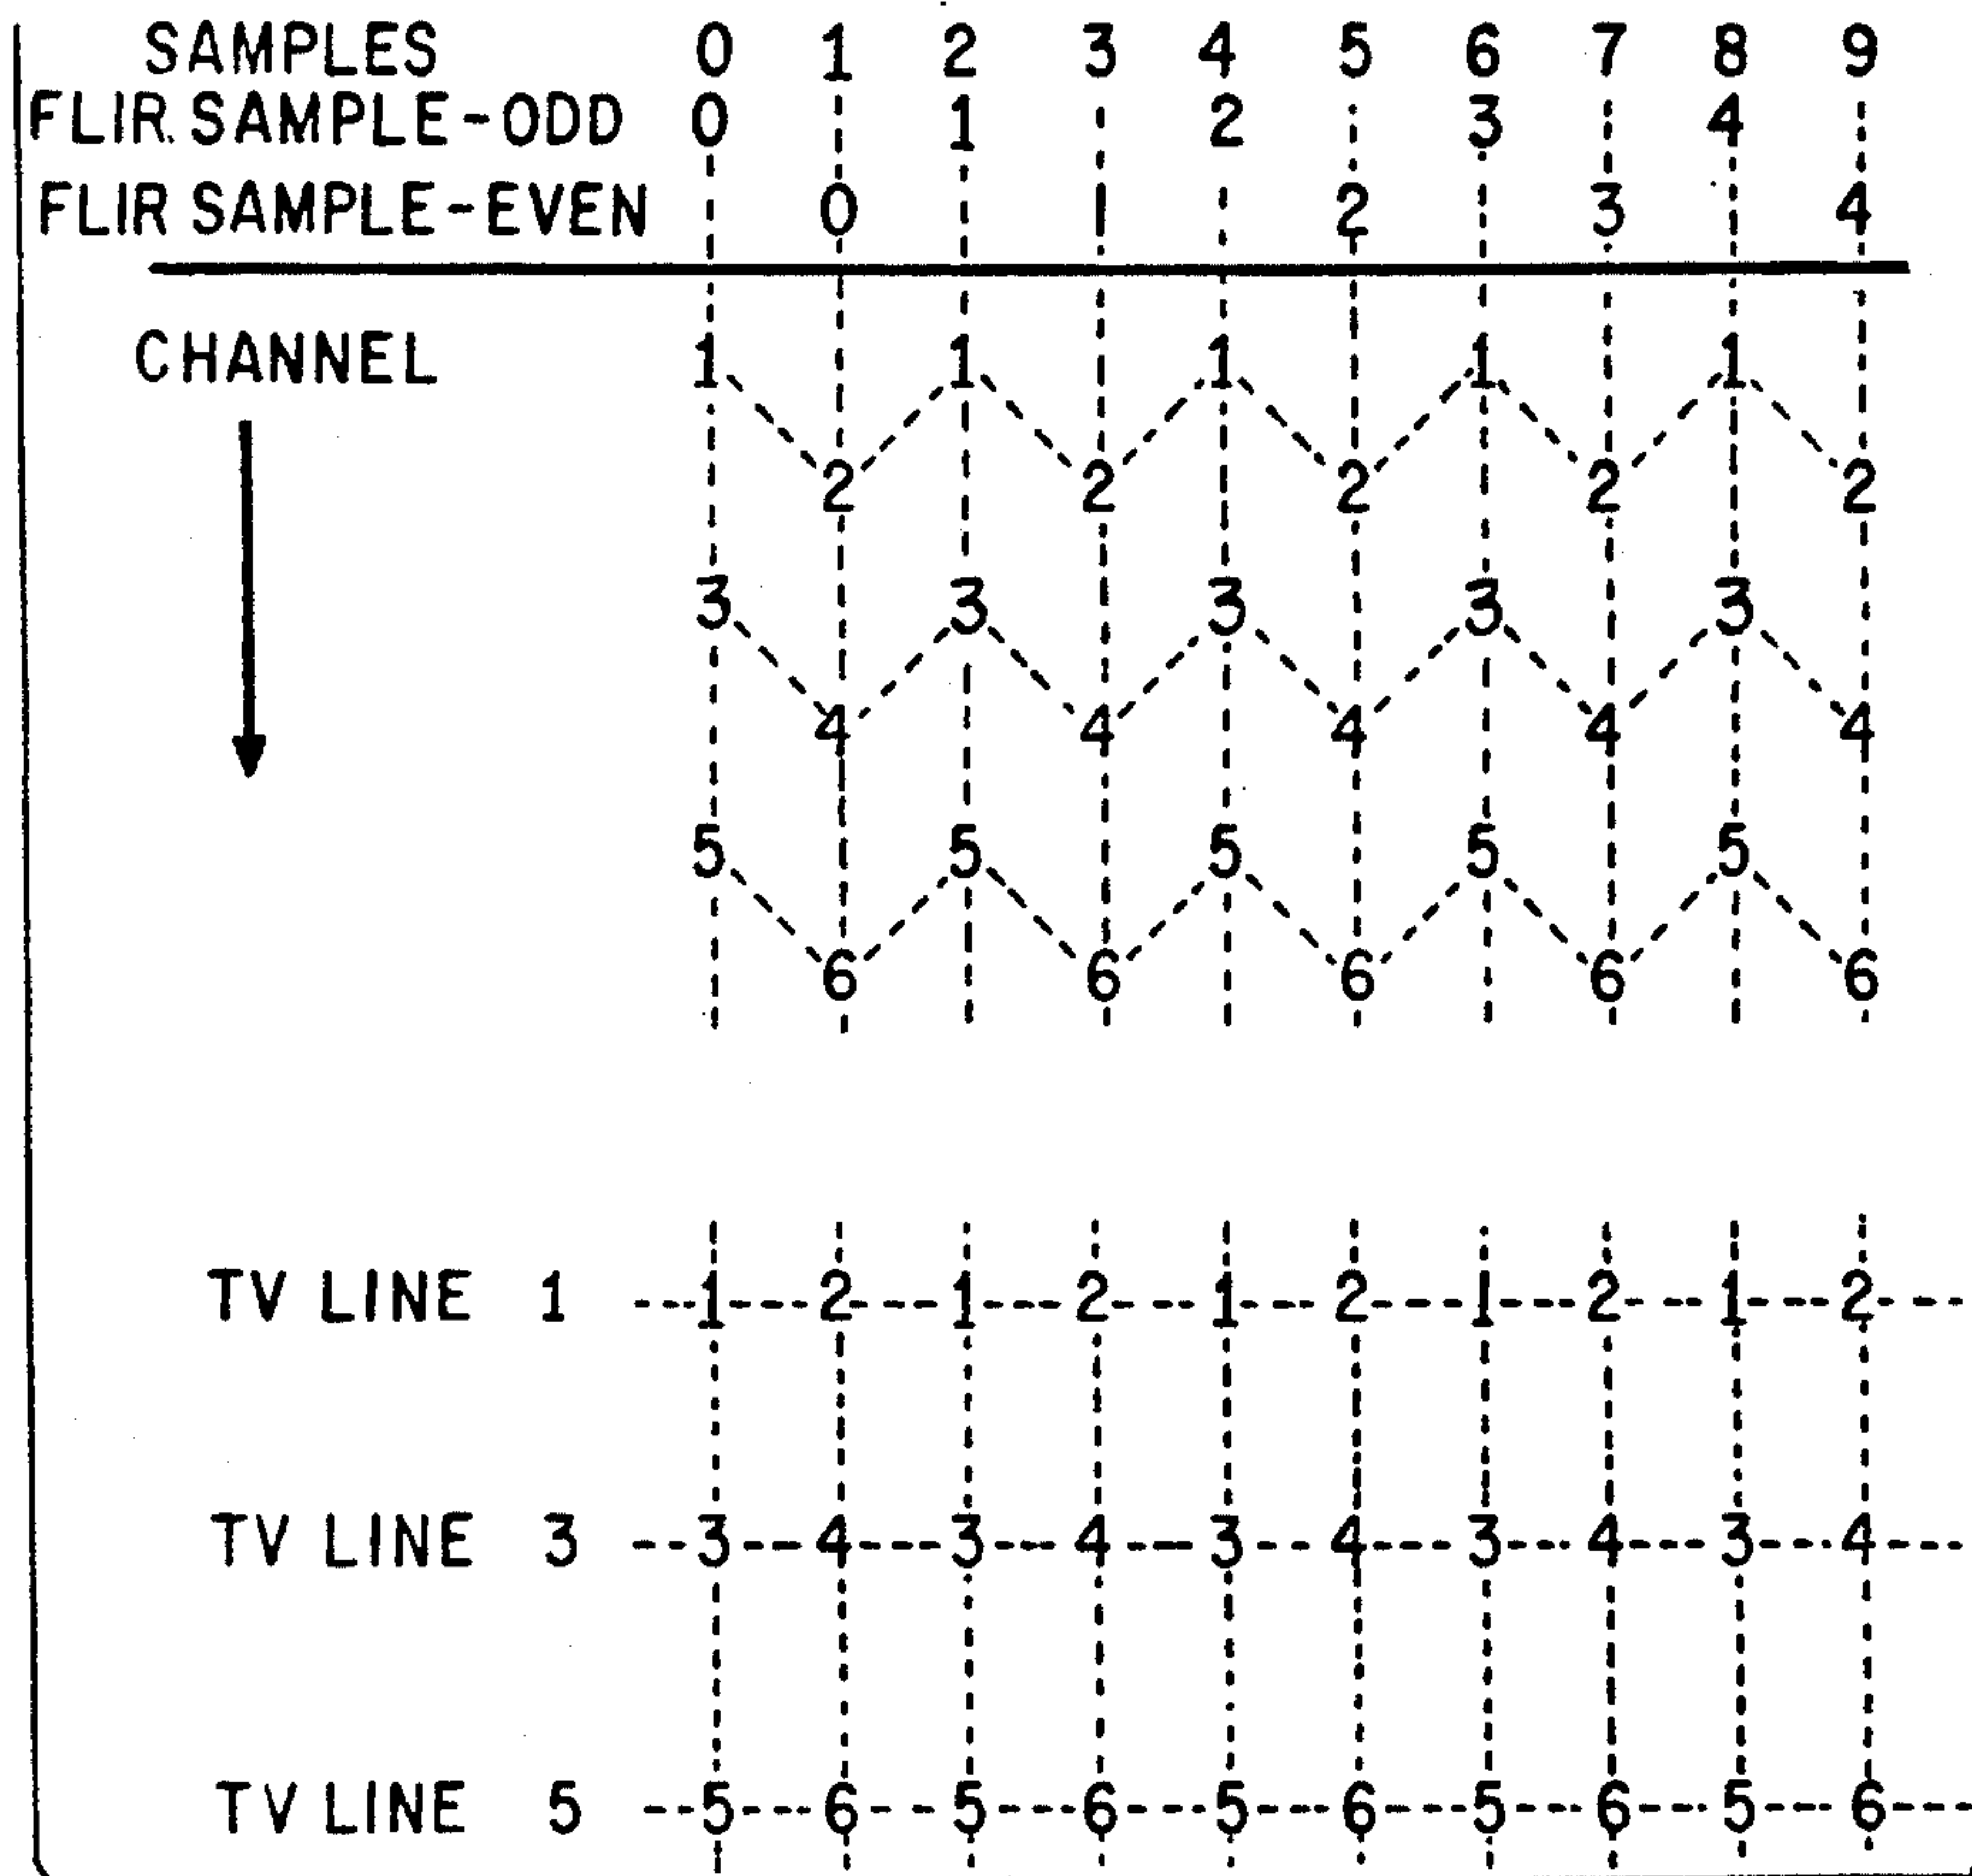 SAMPLES 0 1 2 3 4 5 6 7 8 9
FLIR SAMPLE-ODD 0 1 2 3 4
FLIR SAMPLE-EVEN 0 1 2 3 4
CHANNEL 1 1 1 1 1
2 2 2 2 2
3 3 3 3 3
4 4 4 4 4
5 5 5 5 5
6 6 6 6 6
TV LINE 1 --1---2---1---2---1---2---1---2---1---2---
TV LINE 3 --3---4---3---4---3---4---3---4---3---4---
TV LINE 5 --5---6---5---6---5---6---5---6---5---6---